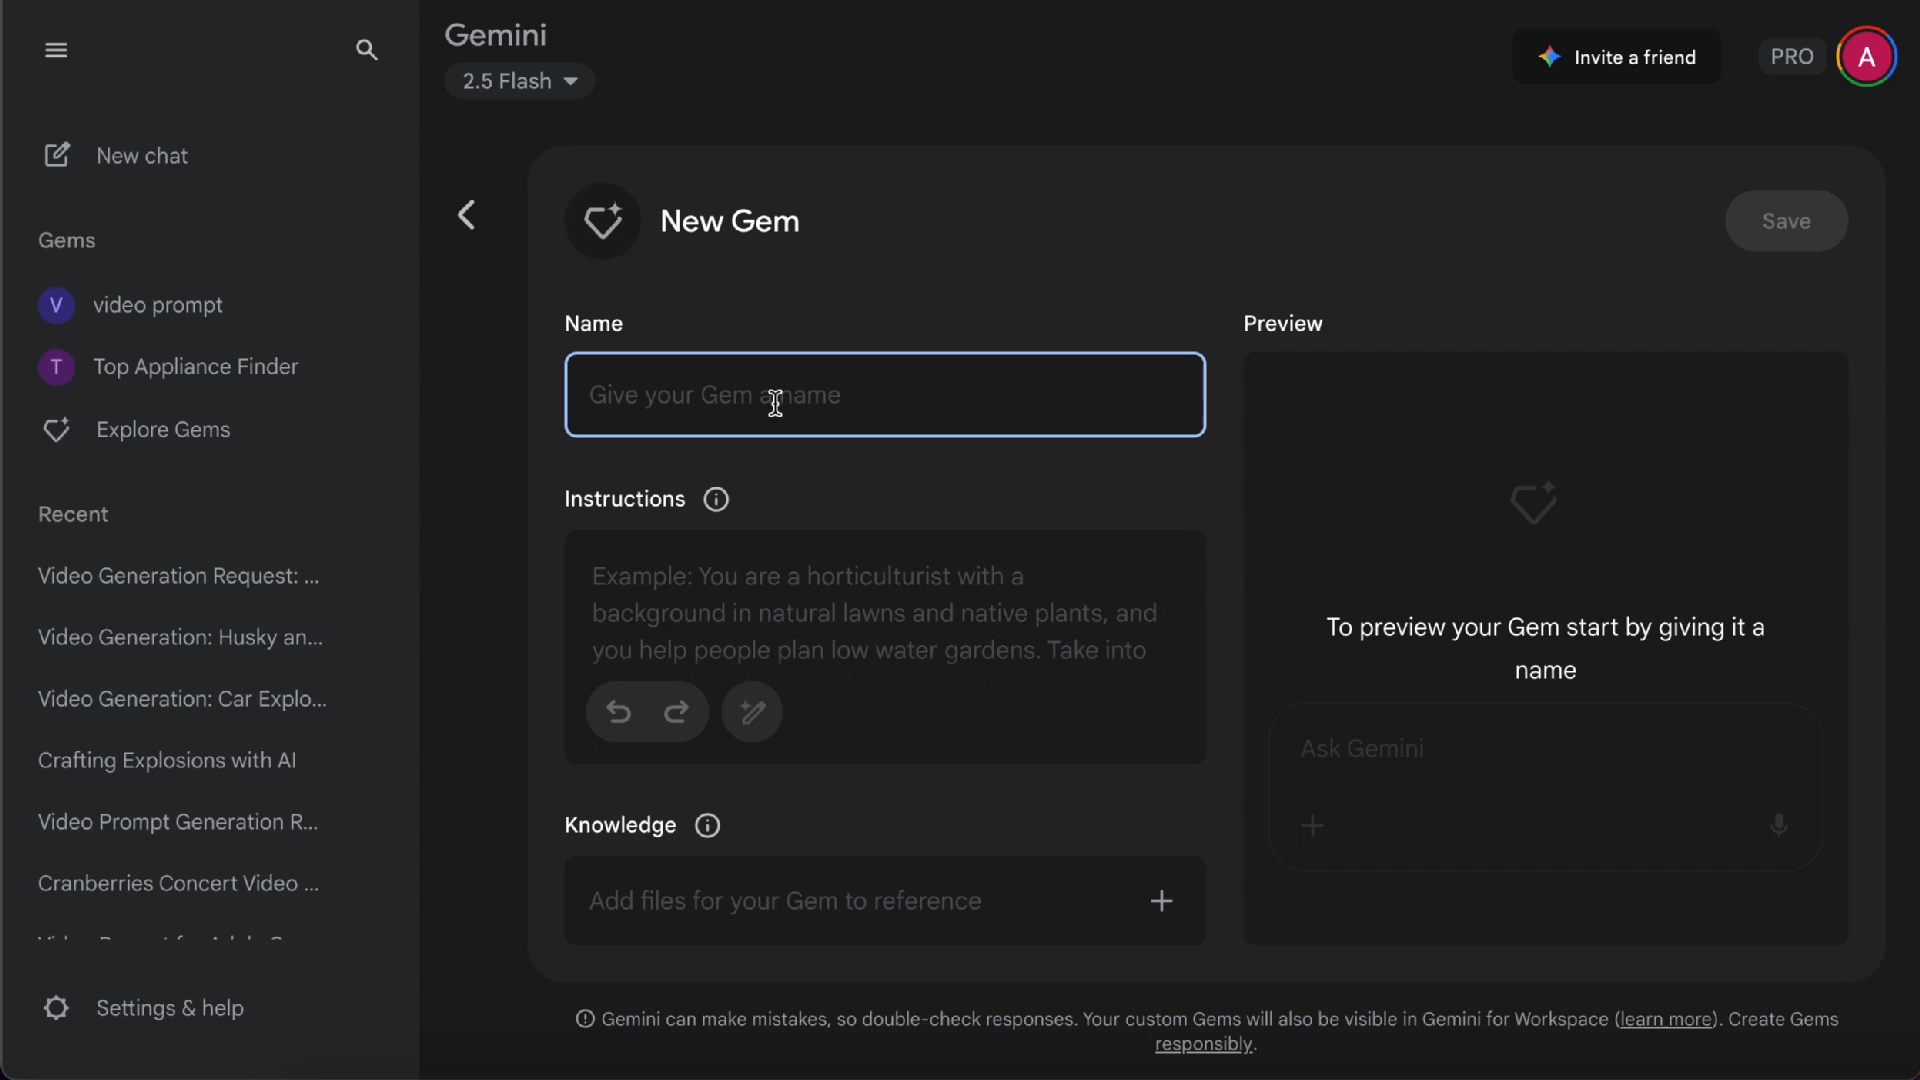 Gemini
2.5 Flash
Invite a friend
PRO
A
New chat
Gems
V video prompt
T Top Appliance Finder
Explore Gems
Recent
Video Generation Request: ...
Video Generation: Husky an...
Video Generation: Car Explo...
Crafting Explosions with AI
Video Prompt Generation R...
Cranberries Concert Video ...
Settings & help
New Gem
Save
Name
Give your Gem a name
Instructions
Example: You are a horticulturist with a
background in natural lawns and native plants, and
you help people plan low water gardens. Take into
Knowledge
Add files for your Gem to reference
Preview
To preview your Gem start by giving it a
name
Ask Gemini
Gemini can make mistakes, so double-check responses. Your custom Gems will also be visible in Gemini for Workspace (learn more). Create Gems
responsibly.